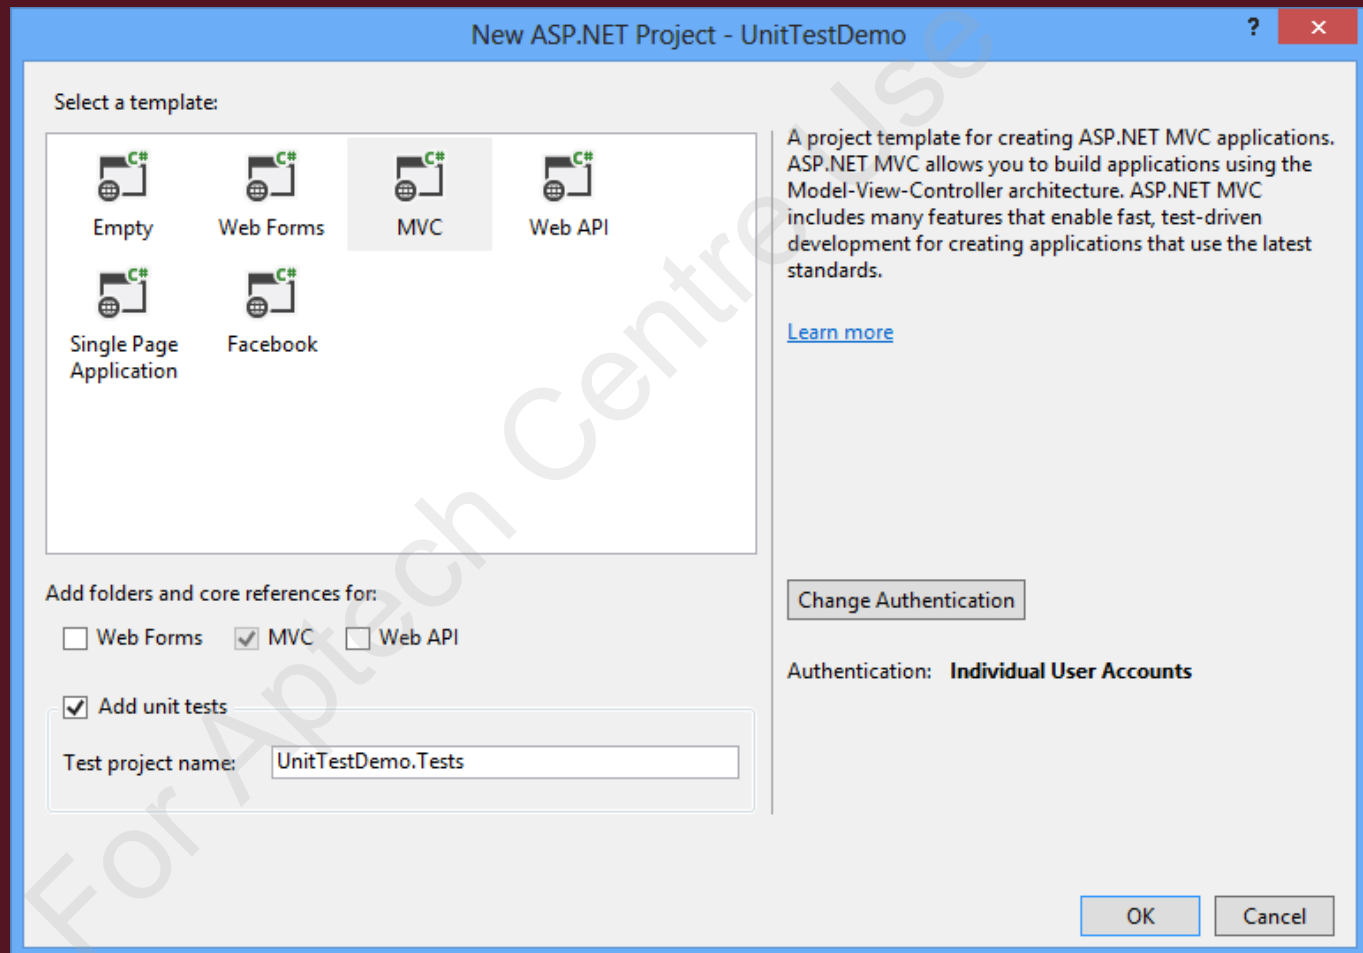 New ASP.NET Project - UnitTestDemo
?
Select a template:
C# C# C# C#
Empty Web Forms MVC Web API
C# C#
Single Page Facebook
Application
A project template for creating ASP.NET MVC applications.
ASP.NET MVC allows you to build applications using the
Model-View-Controller architecture. ASP.NET MVC
includes many features that enable fast, test-driven
development for creating applications that use the latest
standards.
Learn more
Add folders and core references for:
Web Forms MVC Web API
Add unit tests
Test project name: UnitTestDemo.Tests
Change Authentication
Authentication: Individual User Accounts
OK Cancel
For Aptech Centre Use